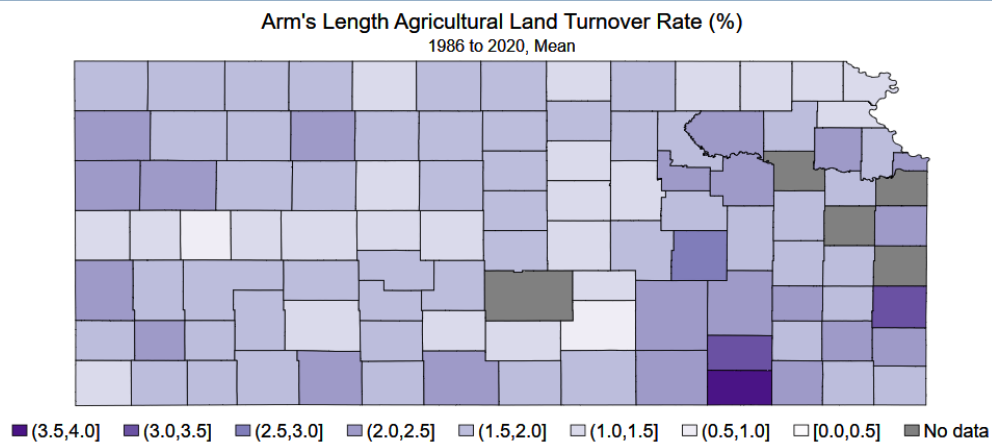 Arm's Length Agricultural Land Turnover Rate (%)
1986 to 2020, Mean
(3.5,4.0] (3.0,3.5] (2.5,3.0] (2.0,2.5] (1.5,2.0] (1.0,1.5] (0.5,1.0] [0.0,0.5] No data